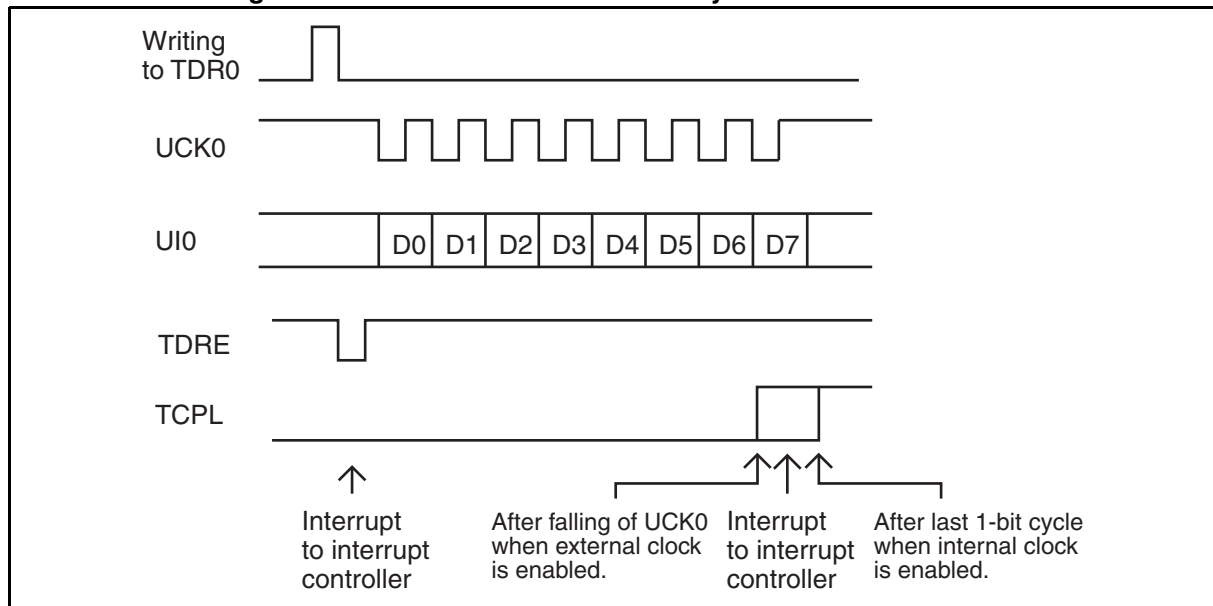 Writing
to TDR0
UCK0
UI0
D0 D1 D2 D3 D4 D5 D6 D7
TDRE
TCPL
Interrupt
to interrupt
controller
After falling of UCK0
when external clock
is enabled.
Interrupt
to interrupt
controller
After last 1-bit cycle
when internal clock
is enabled.